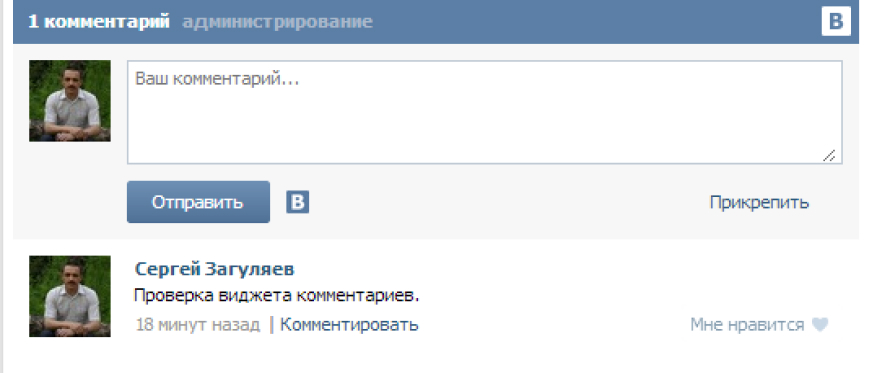 1 комментарий администрирование B
Ваш комментарий...
Отправить B Прикрепить
Сергей Загуляев
Проверка виджета комментариев.
18 минут назад | Комментировать Мне нравится